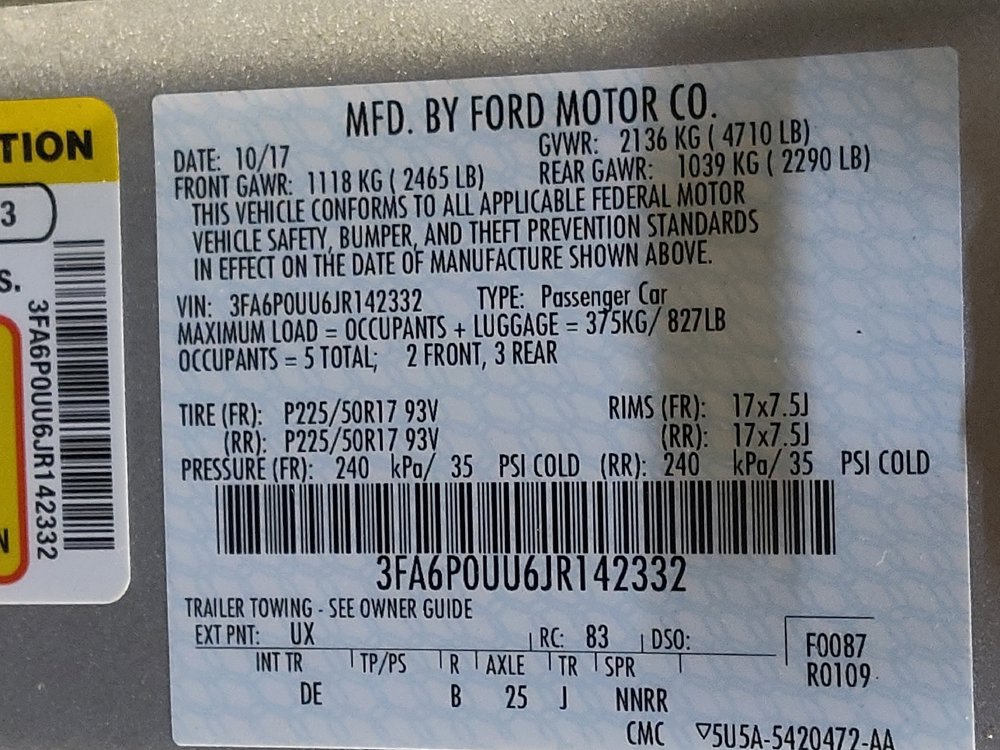 TION
3
S.
3FA6P0UU6JR142332
N
MFD. BY FORD MOTOR CO.
DATE: 10/17 GVWR: 2136 KG ( 4710 LB)
FRONT GAWR: 1118 KG ( 2465 LB) REAR GAWR: 1039 KG ( 2290 LB)
THIS VEHICLE CONFORMS TO ALL APPLICABLE FEDERAL MOTOR
VEHICLE SAFETY, BUMPER, AND THEFT PREVENTION STANDARDS
IN EFFECT ON THE DATE OF MANUFACTURE SHOWN ABOVE.
VIN: 3FA6P0UU6JR142332 TYPE: Passenger Car
MAXIMUM LOAD = OCCUPANTS + LUGGAGE = 375KG/ 827LB
OCCUPANTS = 5 TOTAL; 2 FRONT, 3 REAR
TIRE (FR): P225/50R17 93V RIMS (FR): 17x7.5J
(RR): P225/50R17 93V (RR): 17x7.5J
PRESSURE (FR): 240 kPa/ 35 PSI COLD (RR): 240 kPa/ 35 PSI COLD
3FA6P0UU6JR142332
TRAILER TOWING - SEE OWNER GUIDE
EXT PNT: UX RC: 83 DSO: F0087
INT TR TP/PS R AXLE TR SPR R0109
DE B 25 J NNRR
CMC ▽5U5A-5420472-AA